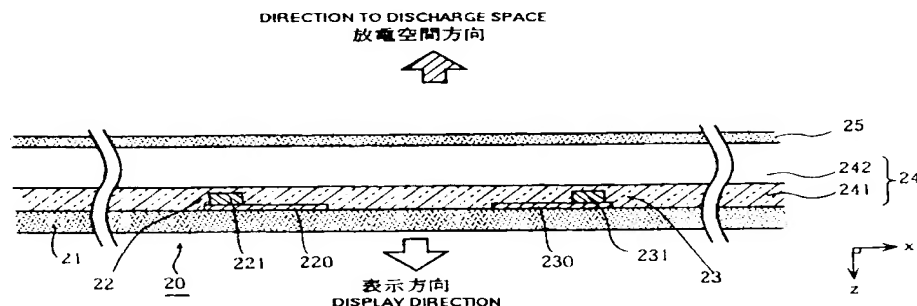 DIRECTION TO DISCHARGE SPACE
放電空間方向
25
242
241
24
21
22
20
221
220
230
231
23
x
z
表示方向
DISPLAY DIRECTION